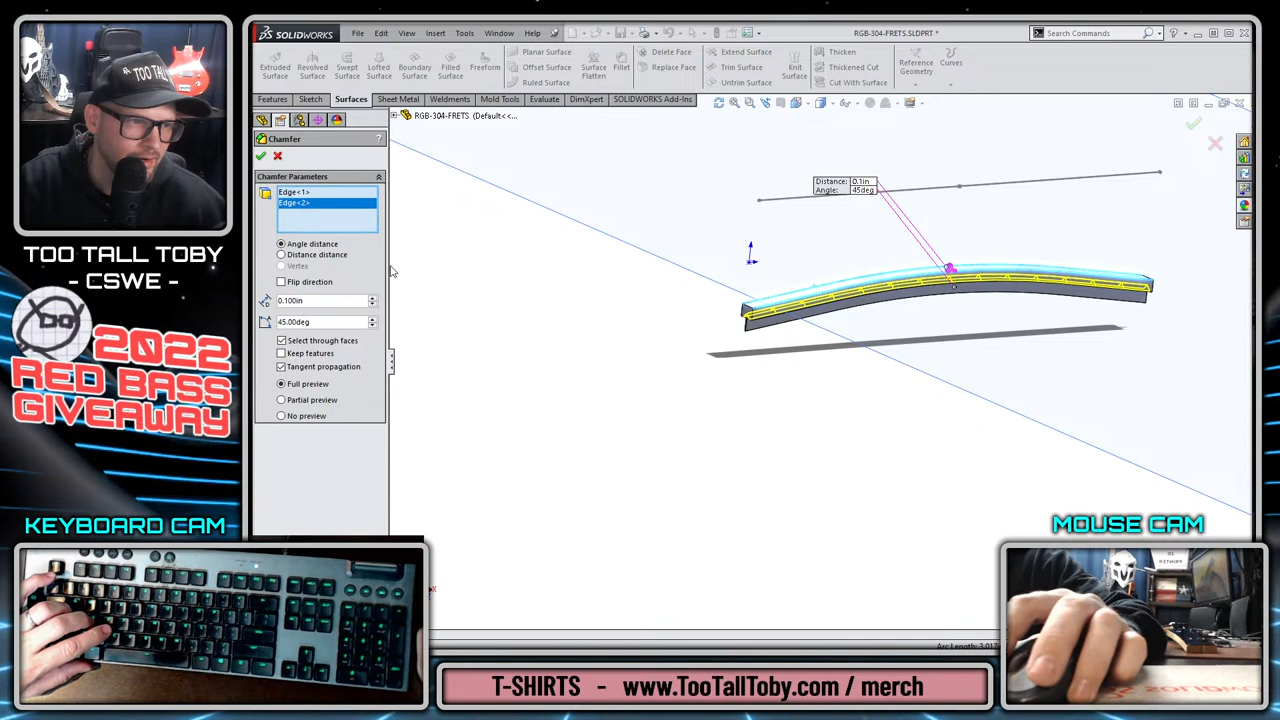 SOLIDWORKS File Edit View Insert Tools Window Help RGB-304-FRETS.SLDPRT * Search Commands
Extruded Surface
Revolved Surface
Swept Surface
Lofted Surface
Boundary Surface
Filled Surface
Freeform
Planar Surface
Offset Surface
Ruled Surface
Surface Flatten
Fillet
Delete Face
Replace Face
Extend Surface
Trim Surface
Untrim Surface
Knit Surface
Thicken
Thickened Cut
Cut With Surface
Reference Geometry
Curves
Features Sketch Surfaces Sheet Metal Weldments Mold Tools Evaluate DimXpert SOLIDWORKS Add-Ins
RGB-304-FRETS (Default<<...
Chamfer ?
Chamfer Parameters
Edge<1>
Edge<2>
Angle distance
Distance distance
Vertex
Flip direction
0.100in
45.00deg
Select through faces
Keep features
Tangent propagation
Full preview
Partial preview
No preview
Distance: 0.1in
Angle: 45deg
TOO TALL TOBY
- CSWE -
2022
RED BASS
GIVEAWAY
KEYBOARD CAM
MOUSE CAM
T-SHIRTS - www.TooTallToby.com / merch